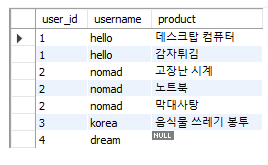 user_id username product
1 hello 데스크탑 컴퓨터
1 hello 감자튀김
2 nomad 고장난 시계
2 nomad 노트북
2 nomad 막대사탕
3 korea 음식물 쓰레기 봉투
4 dream NULL